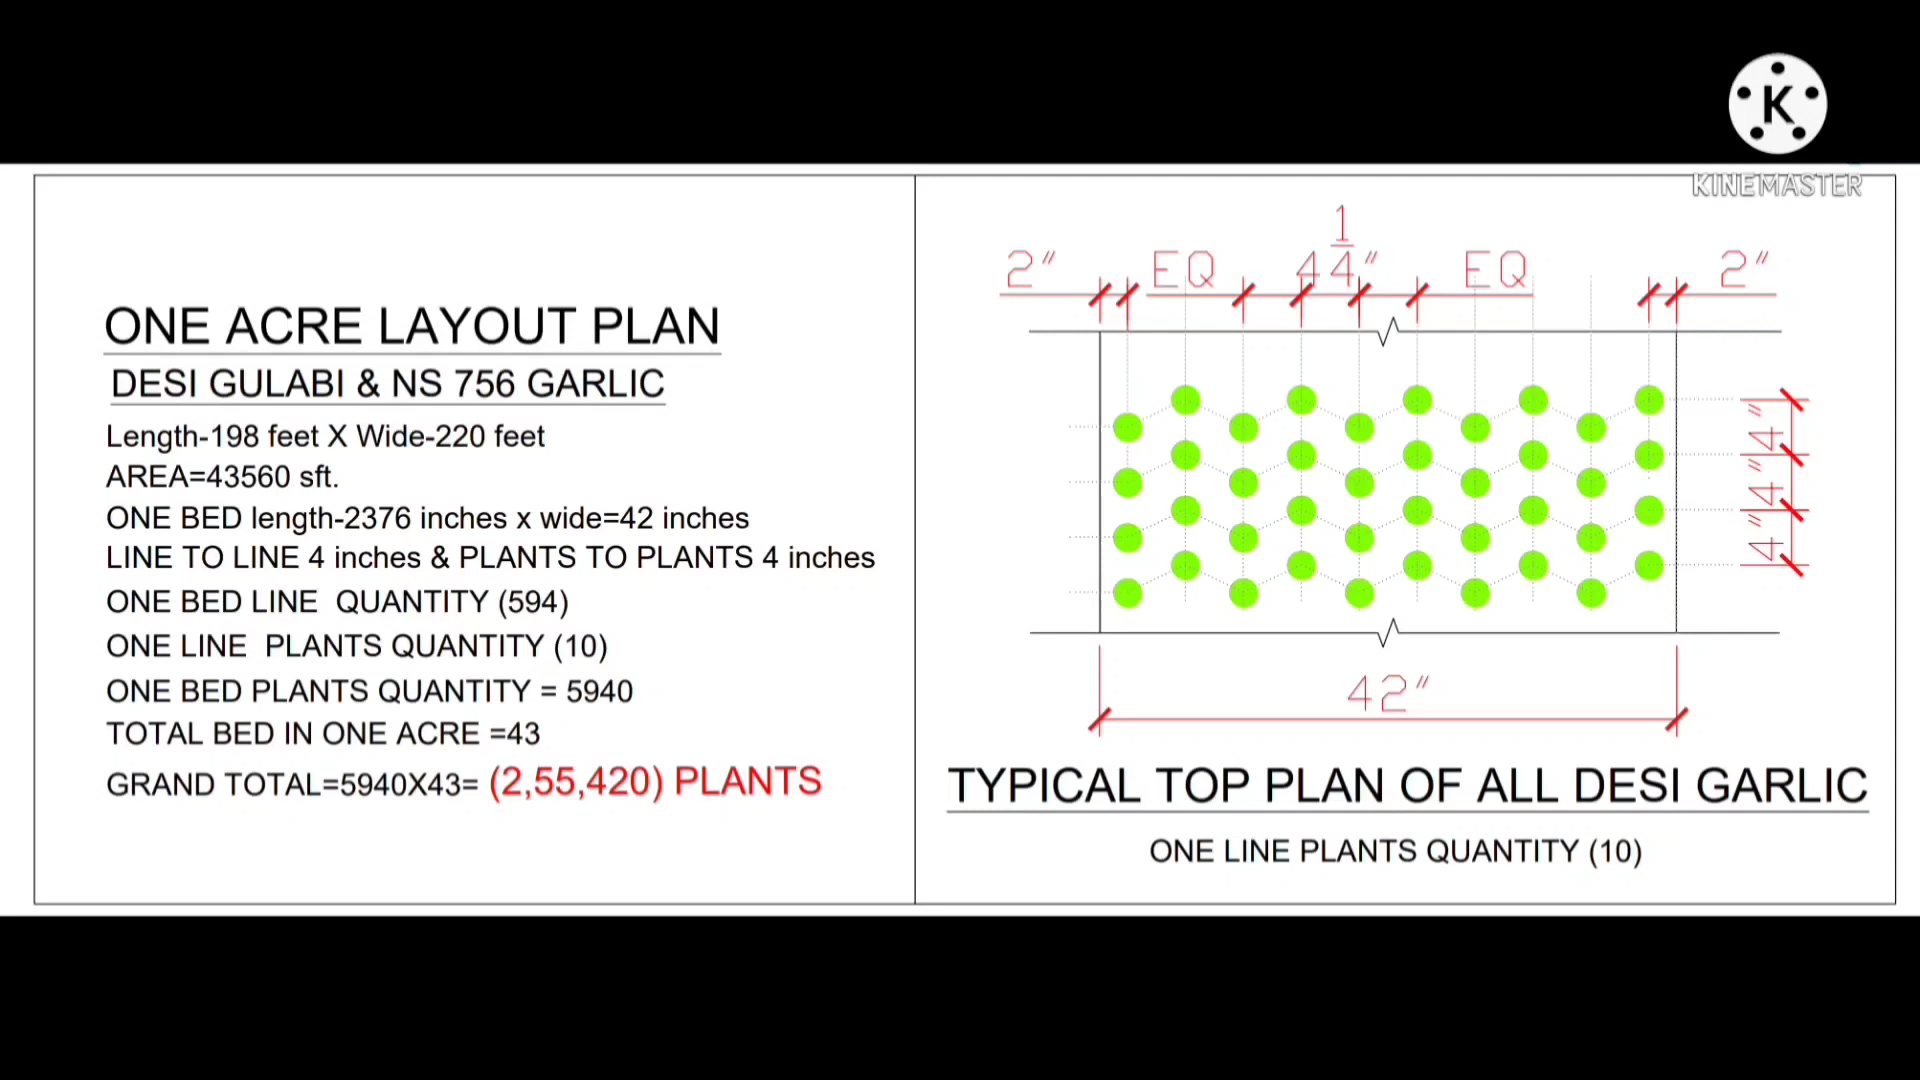 K
KINEMASTER
ONE ACRE LAYOUT PLAN
DESI GULABI & NS 756 GARLIC
Length-198 feet X Wide-220 feet
AREA=43560 sft.
ONE BED length-2376 inches x wide=42 inches
LINE TO LINE 4 inches & PLANTS TO PLANTS 4 inches
ONE BED LINE QUANTITY (594)
ONE LINE PLANTS QUANTITY (10)
ONE BED PLANTS QUANTITY = 5940
TOTAL BED IN ONE ACRE =43
GRAND TOTAL=5940X43= (2,55,420) PLANTS
2" EQ 4 1/4" EQ 2"
4"
4"
4"
42"
TYPICAL TOP PLAN OF ALL DESI GARLIC
ONE LINE PLANTS QUANTITY (10)